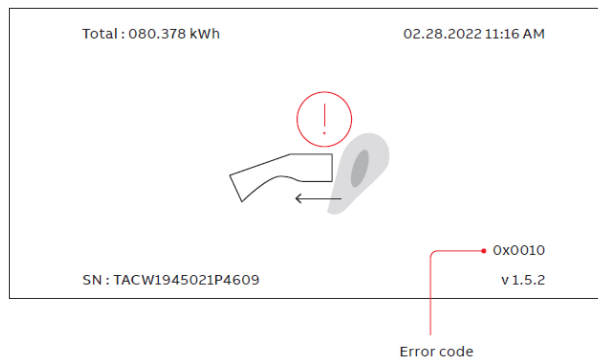 Total : 080.378 kWh
02.28.2022 11:16 AM
!
0x0010
SN : TACW1945021P4609
v 1.5.2
Error code